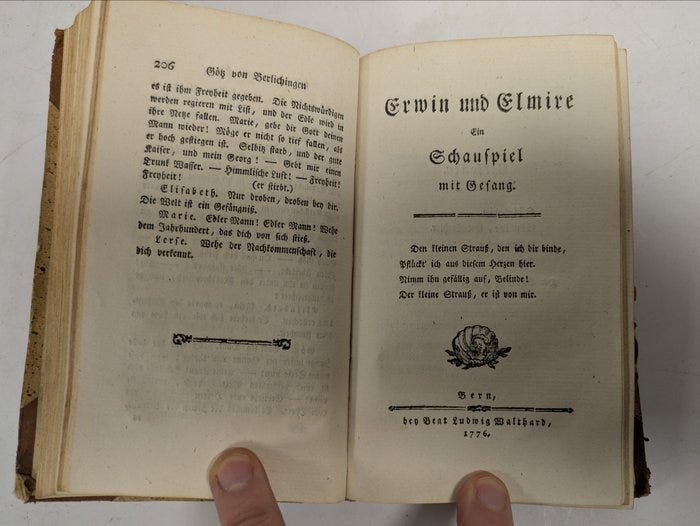 206 Götz von Berlichingen
es ist ihm Freyheit gegeben. Die Nichtswürdigen
werden regieren mit List, und der Edle wird in
ihre Netze fallen. Marie, gebe dir Gott deinen
Mann wieder! Möge er nicht so tief fallen, als
er hoch gestiegen ist. Selbiz starb, und der gute
Kaiser, und mein Georg! — Gebt mir einen
Trunk Wasser. — Himmlische Luft! — Freyheit!
Freyheit! (er stirbt.)
Elisabeth. Nur droben, droben bey dir.
Die Welt ist ein Gefängniß.
Marie. Edler Mann! Edler Mann! Wehe
dem Jahrhundert, das dich von sich stieß.
Lerse. Wehe der Nachkommenschaft, die
dich verkennt.
Erwin und Elmire
Ein
Schauspiel
mit Gesang.
Den kleinen Strauß, den ich dir binde,
Pflückt' ich aus diesem Herzen hier.
Nimm ihn gefällig auf, Belinde!
Der kleine Strauß, er ist von mir.
Bern,
bey Beat Ludwig Walthard,
1776.